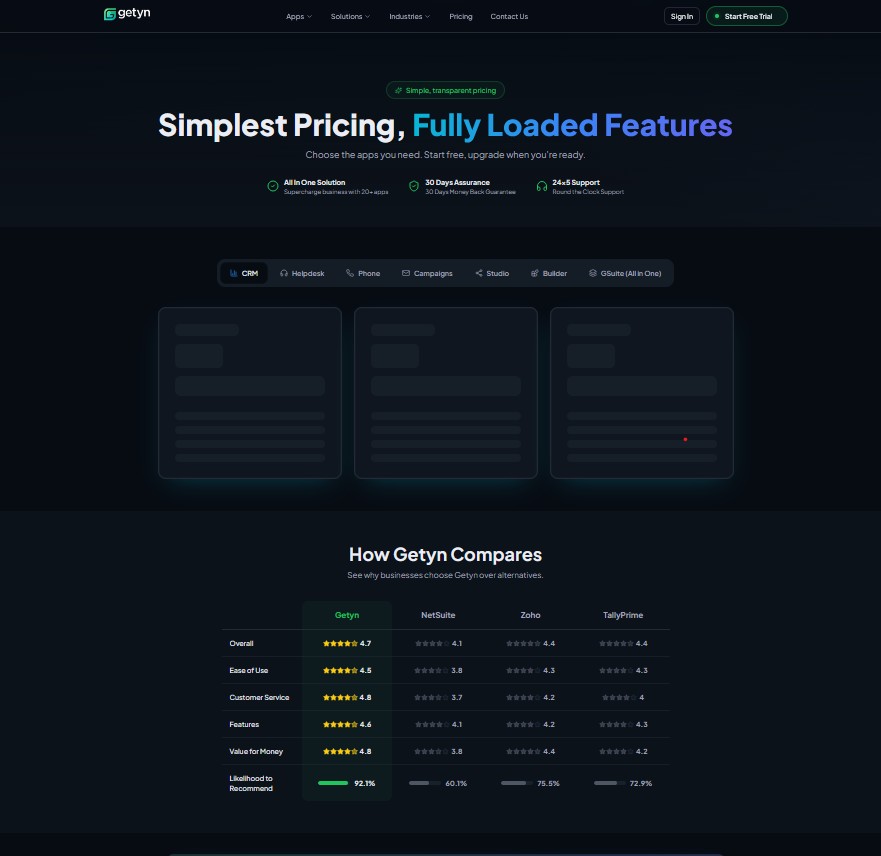 getyn
Apps Solutions Industries Pricing Contact Us
Sign In Start Free Trial
Simple, transparent pricing
Simplest Pricing, Fully Loaded Features
Choose the apps you need. Start free, upgrade when you're ready.
All In One Solution 30 Days Assurance 24x5 Support
Supercharge business with 20+ apps 30 Days Money Back Guarantee Round the Clock Support
CRM Helpdesk Phone Campaigns Studio Builder GSuite (All in One)
How Getyn Compares
See why businesses choose Getyn over alternatives.
Getyn NetSuite Zoho TallyPrime
Overall 4.7 4.1 4.4 4.4
Ease of Use 4.5 3.8 4.3 4.3
Customer Service 4.8 3.7 4.2 4
Features 4.6 4.1 4.2 4.3
Value for Money 4.8 3.8 4.4 4.2
Likelihood to
Recommend 92.1% 60.1% 75.5% 72.9%